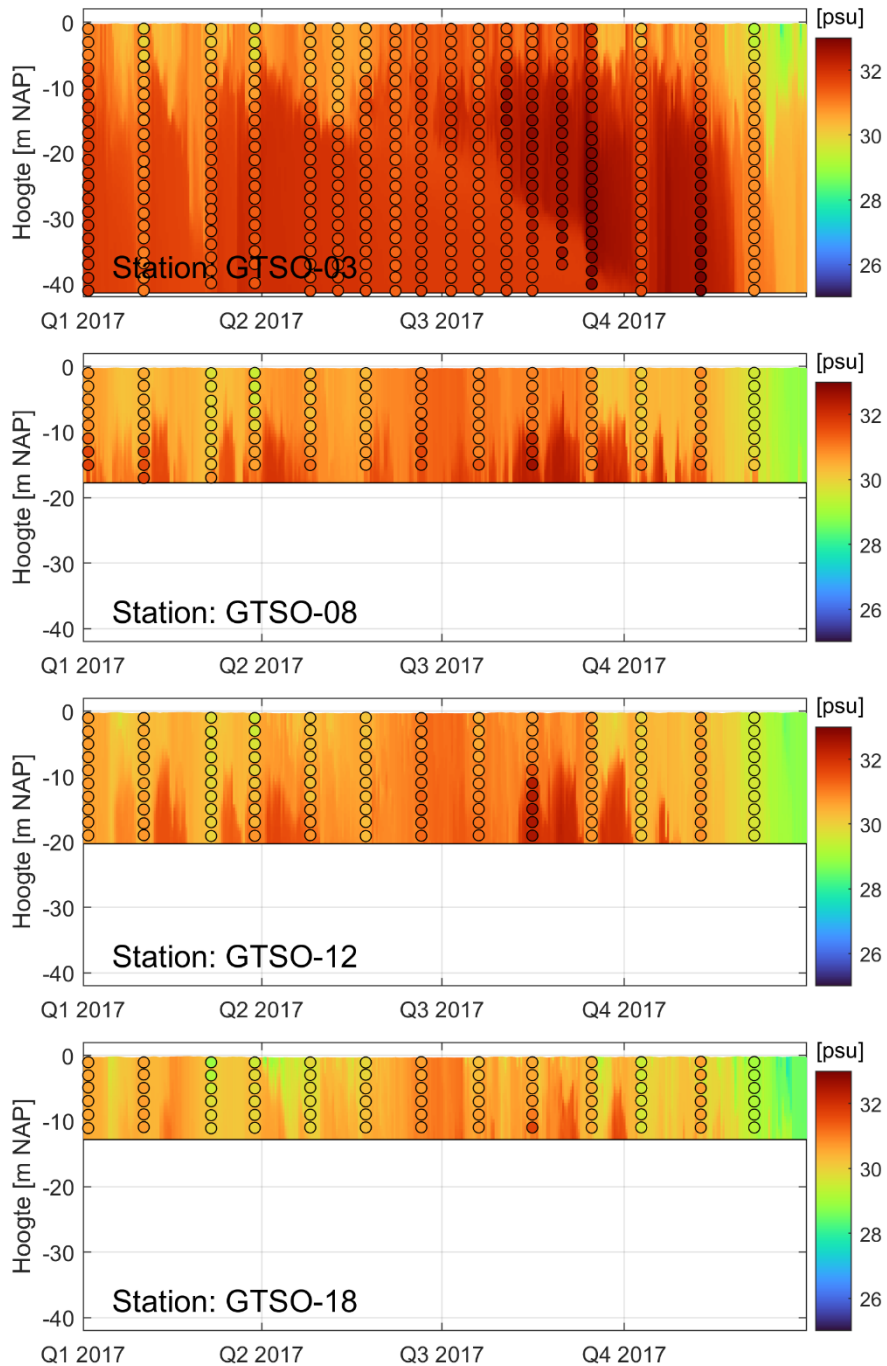 [psu]
0
-10
-20
-30
-40
Hoogte [m NAP]
Station: GTSO-03
32
30
28
26
Q1 2017 Q2 2017 Q3 2017 Q4 2017
[psu]
0
-10
-20
-30
-40
Hoogte [m NAP]
Station: GTSO-08
32
30
28
26
Q1 2017 Q2 2017 Q3 2017 Q4 2017
[psu]
0
-10
-20
-30
-40
Hoogte [m NAP]
Station: GTSO-12
32
30
28
26
Q1 2017 Q2 2017 Q3 2017 Q4 2017
[psu]
0
-10
-20
-30
-40
Hoogte [m NAP]
Station: GTSO-18
32
30
28
26
Q1 2017 Q2 2017 Q3 2017 Q4 2017